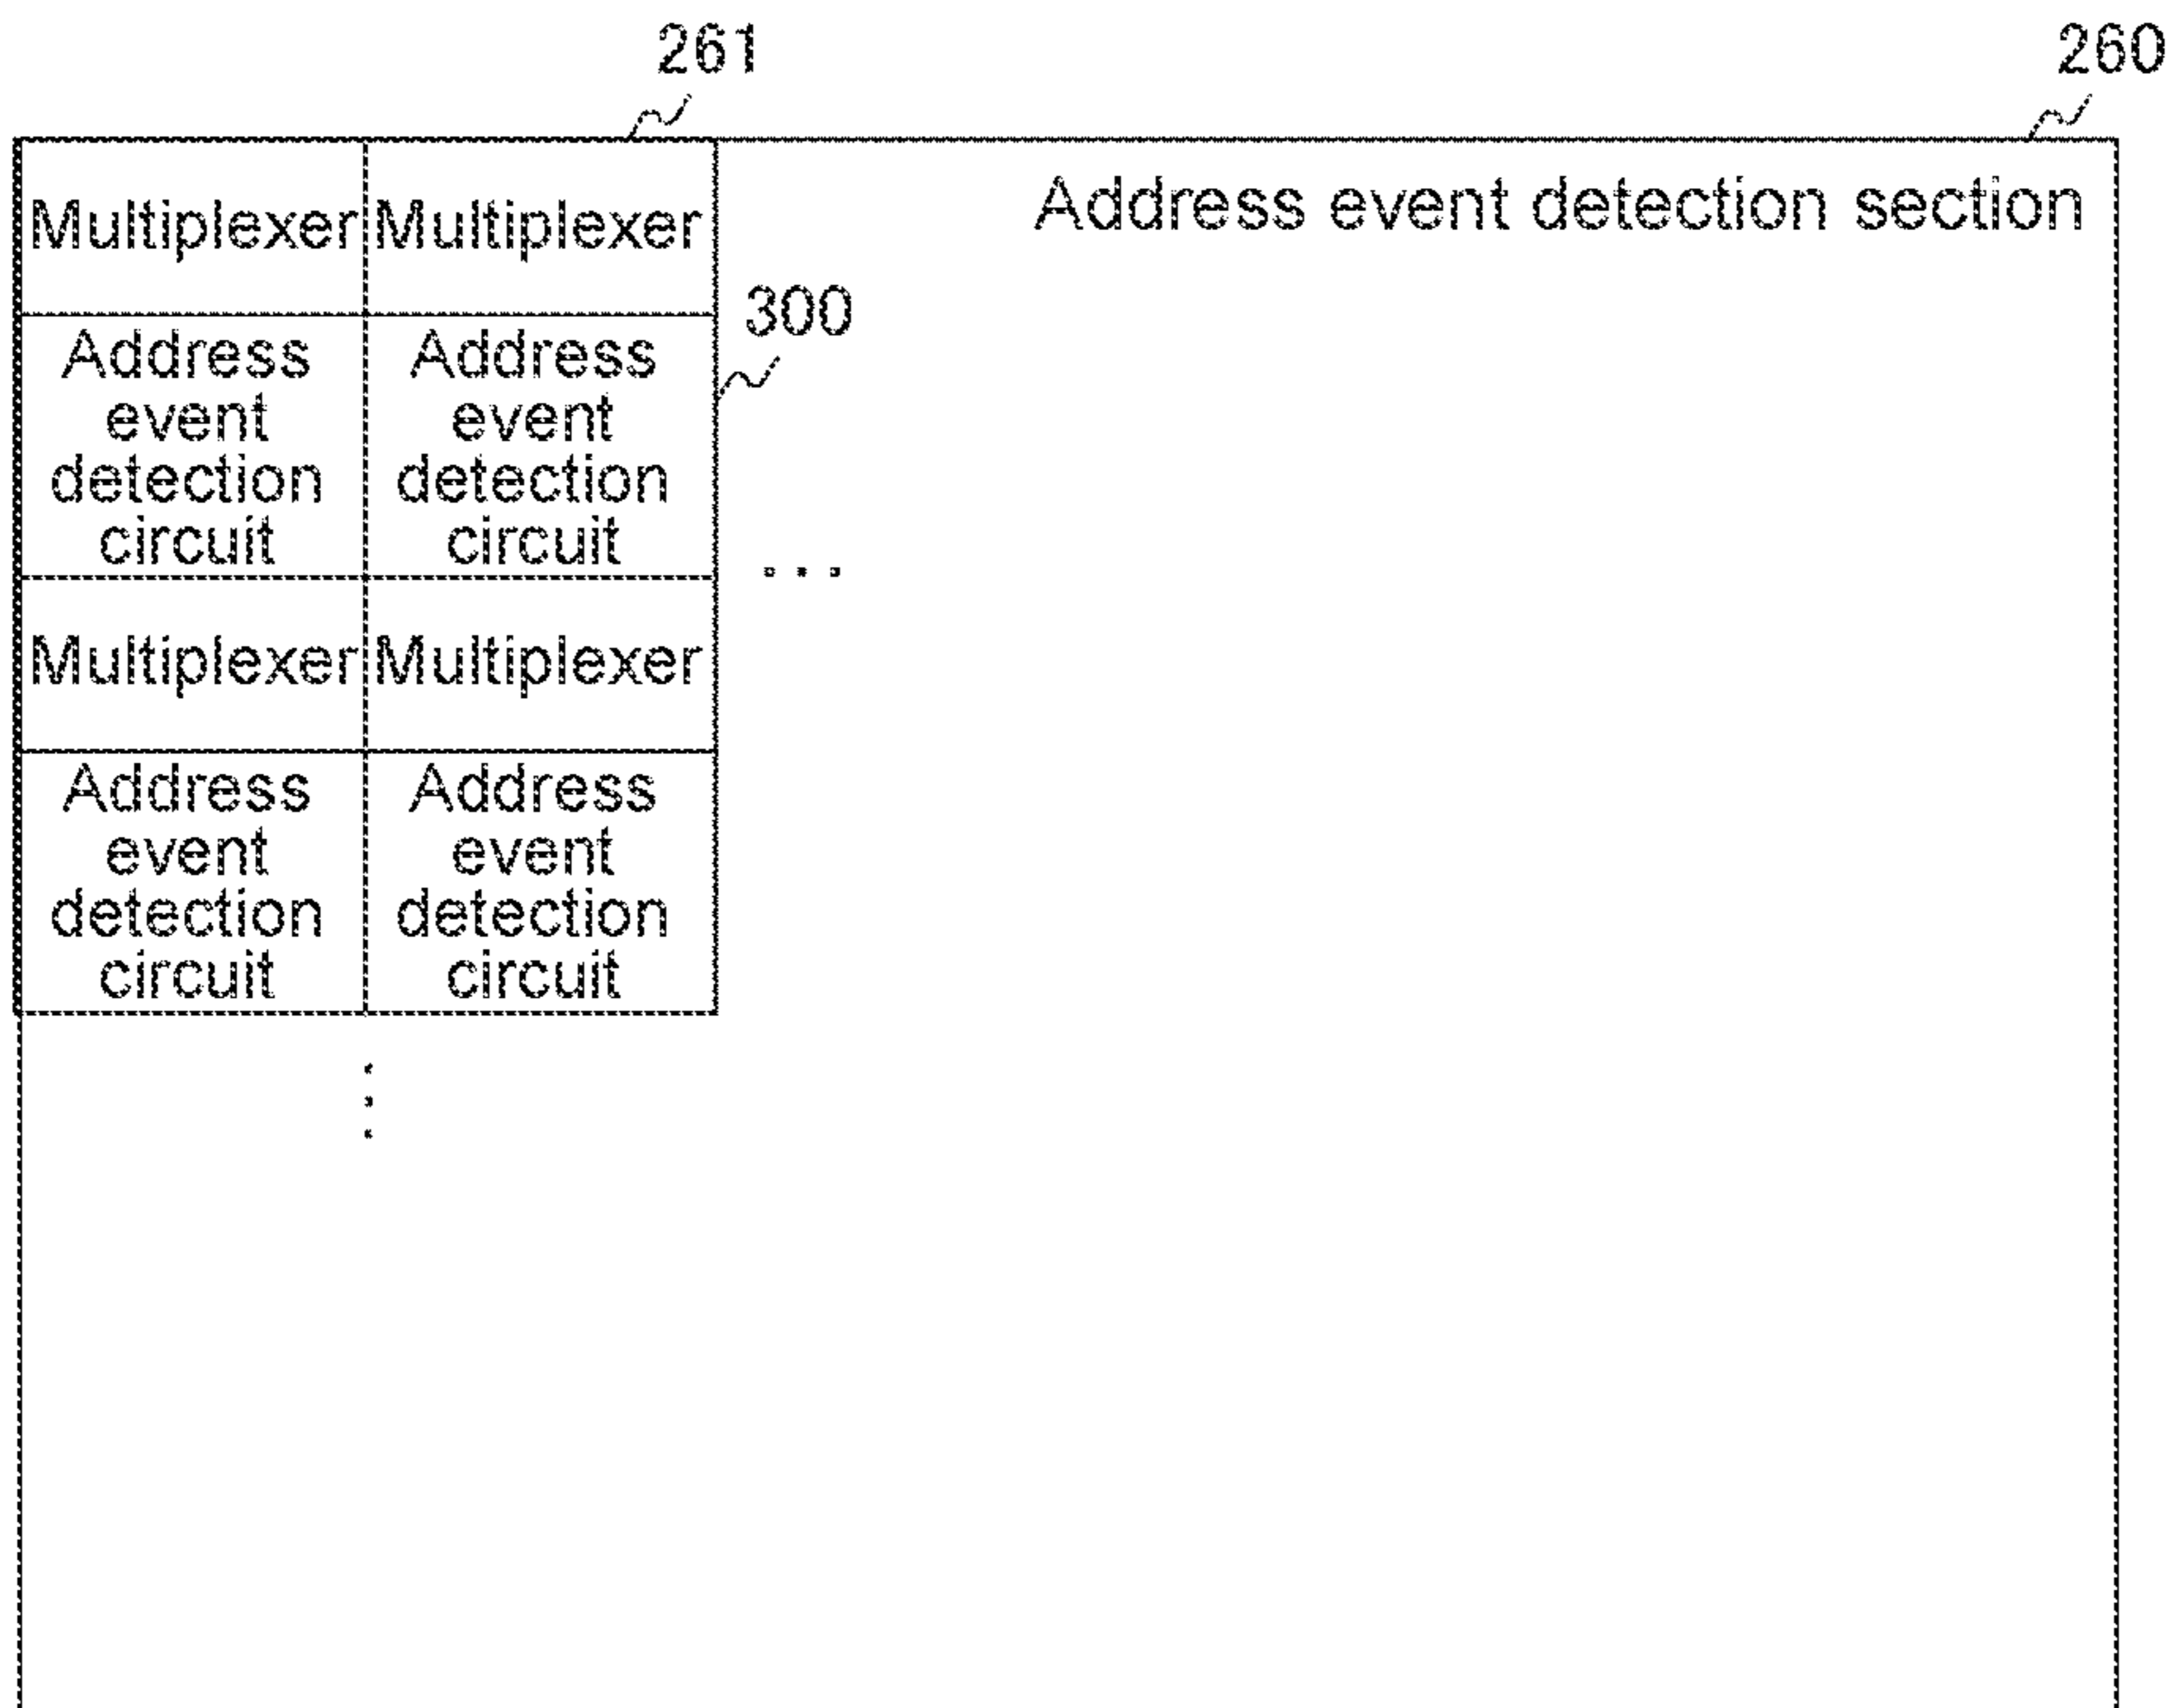 261
260
Multiplexer Multiplexer
Address event detection section
300
Address Address
event event
detection detection
circuit circuit
...
Multiplexer Multiplexer
Address Address
event event
detection detection
circuit circuit